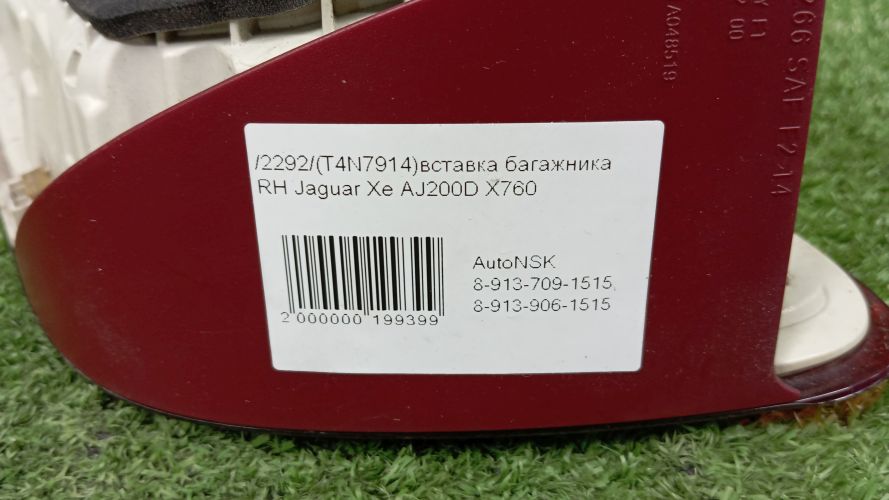 /2292/(T4N7914)вставка багажника
RH Jaguar Xe AJ200D X760
AutoNSK
8-913-709-1515,
8-913-906-1515
2 000000 199399
A048519